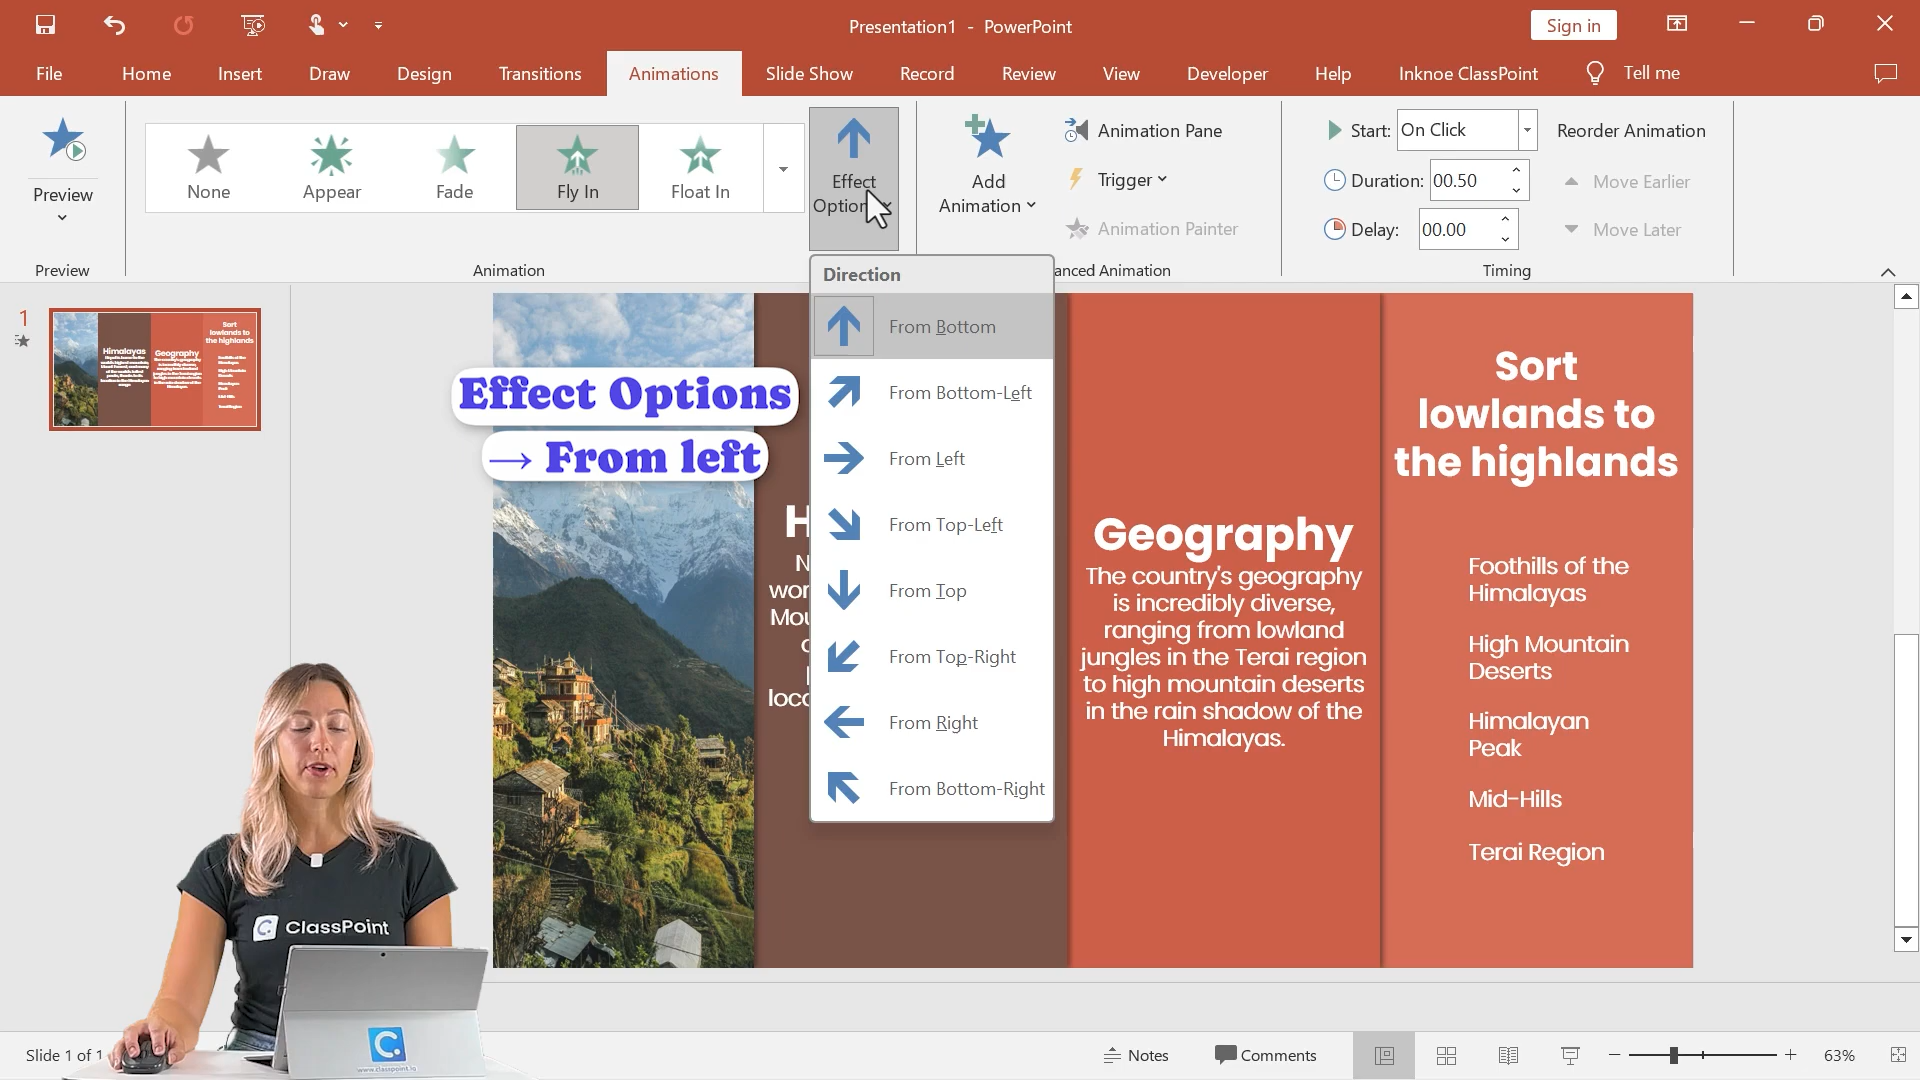 Presentation1 - PowerPoint
Sign in
File
Home
Insert
Draw
Design
Transitions
Animations
Slide Show
Record
Review
View
Developer
Help
Inknoe ClassPoint
Tell me
Preview
Preview
None
Appear
Fade
Fly In
Float In
Animation
Effect
Add
Animation
Animation Pane
Trigger
Animation Painter
anced Animation
Start: On Click
Duration: 00.50
Delay: 00.00
Timing
Reorder Animation
Move Earlier
Move Later
Direction
From Bottom
From Bottom-Left
From Left
From Top-Left
From Top
From Top-Right
From Right
From Bottom-Right
1
Effect Options
→ From left
Geography
The country's geography
is incredibly diverse,
ranging from lowland
jungles in the Terai region
to high mountain deserts
in the rain shadow of the
Himalayas.
Sort
lowlands to
the highlands
Foothills of the
Himalayas
High Mountain
Deserts
Himalayan
Peak
Mid-Hills
Terai Region
ClassPoint
www.classpoint.io
Slide 1 of 1
Notes
Comments
63%